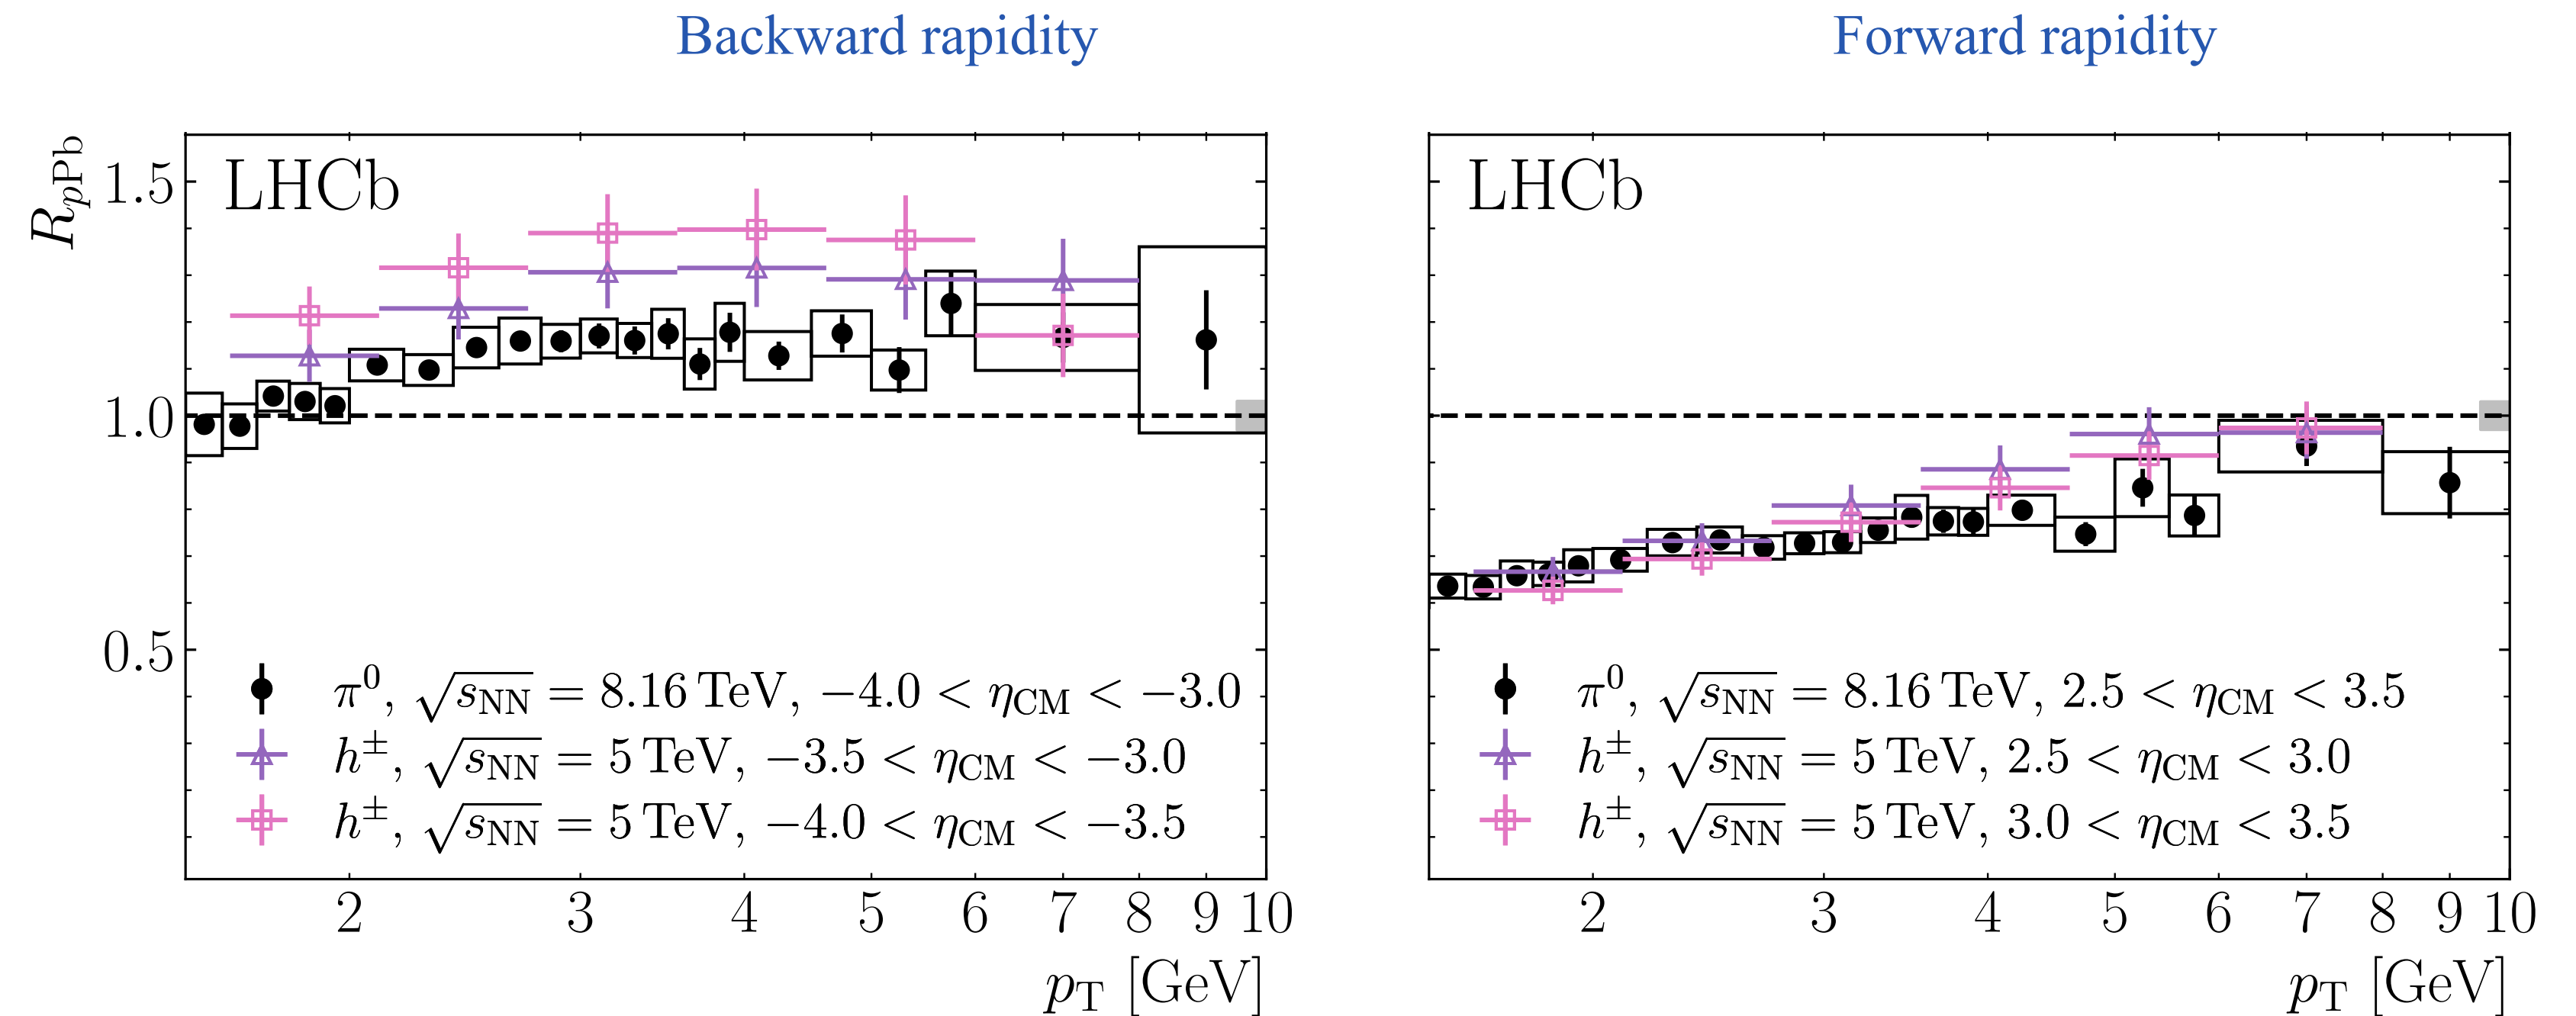 Backward rapidity
Forward rapidity
R_{pPb}
1.5
1.0
0.5
LHCb
π⁰, √s_NN = 8.16 TeV, −4.0 < η_CM < −3.0
h±, √s_NN = 5 TeV, −3.5 < η_CM < −3.0
h±, √s_NN = 5 TeV, −4.0 < η_CM < −3.5
2 3 4 5 6 7 8 9 10
p_T [GeV]
LHCb
π⁰, √s_NN = 8.16 TeV, 2.5 < η_CM < 3.5
h±, √s_NN = 5 TeV, 2.5 < η_CM < 3.0
h±, √s_NN = 5 TeV, 3.0 < η_CM < 3.5
2 3 4 5 6 7 8 9 10
p_T [GeV]